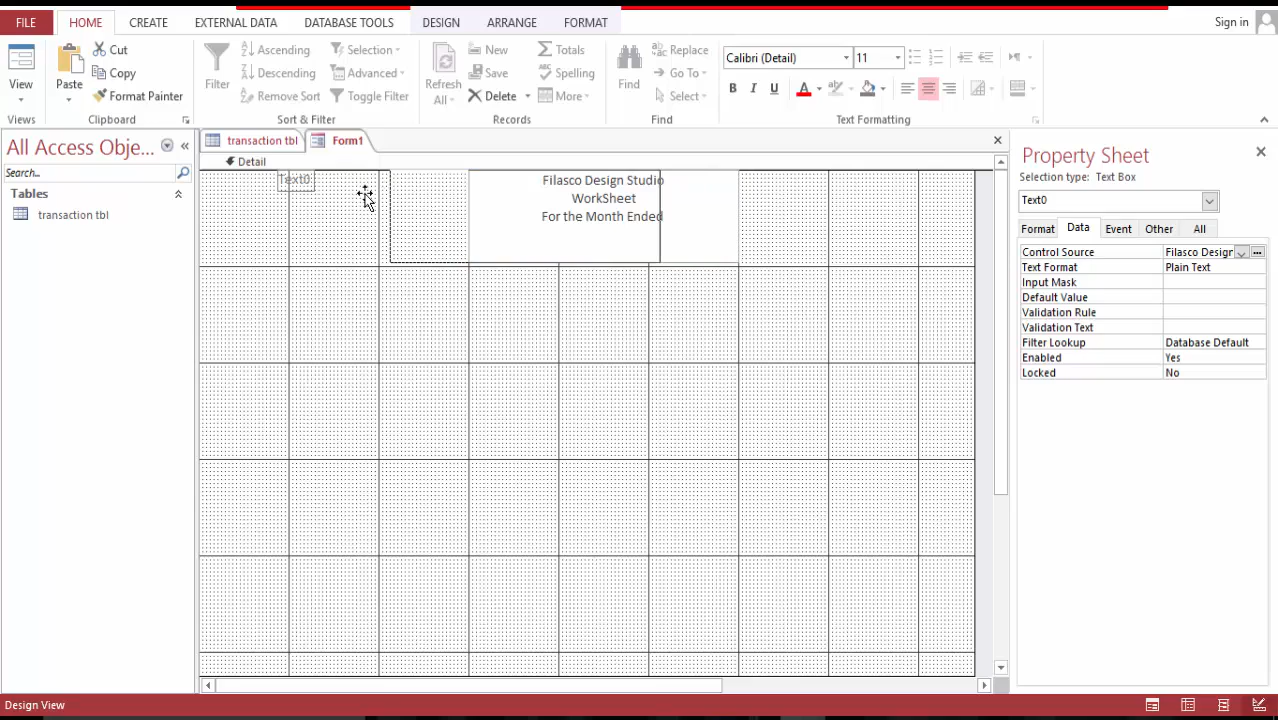 FILE HOME CREATE EXTERNAL DATA DATABASE TOOLS DESIGN ARRANGE FORMAT Sign in
View
Views
Paste
Cut
Copy
Format Painter
Clipboard
Filter
Ascending
Descending
Remove Sort
Selection
Advanced
Toggle Filter
Sort & Filter
Refresh
All
New
Save
Delete
Totals
Spelling
More
Records
Find
Replace
Go To
Select
Find
Calibri (Detail) 11
B I U A
Text Formatting
All Access Obje...
Search...
Tables
transaction tbl
transaction tbl Form1
Detail
Text0:
Filasco Design Studio
WorkSheet
For the Month Ended
Property Sheet
Selection type: Text Box
Text0
Format Data Event Other All
Control Source Filasco Design
Text Format Plain Text
Input Mask
Default Value
Validation Rule
Validation Text
Filter Lookup Database Default
Enabled Yes
Locked No
Design View